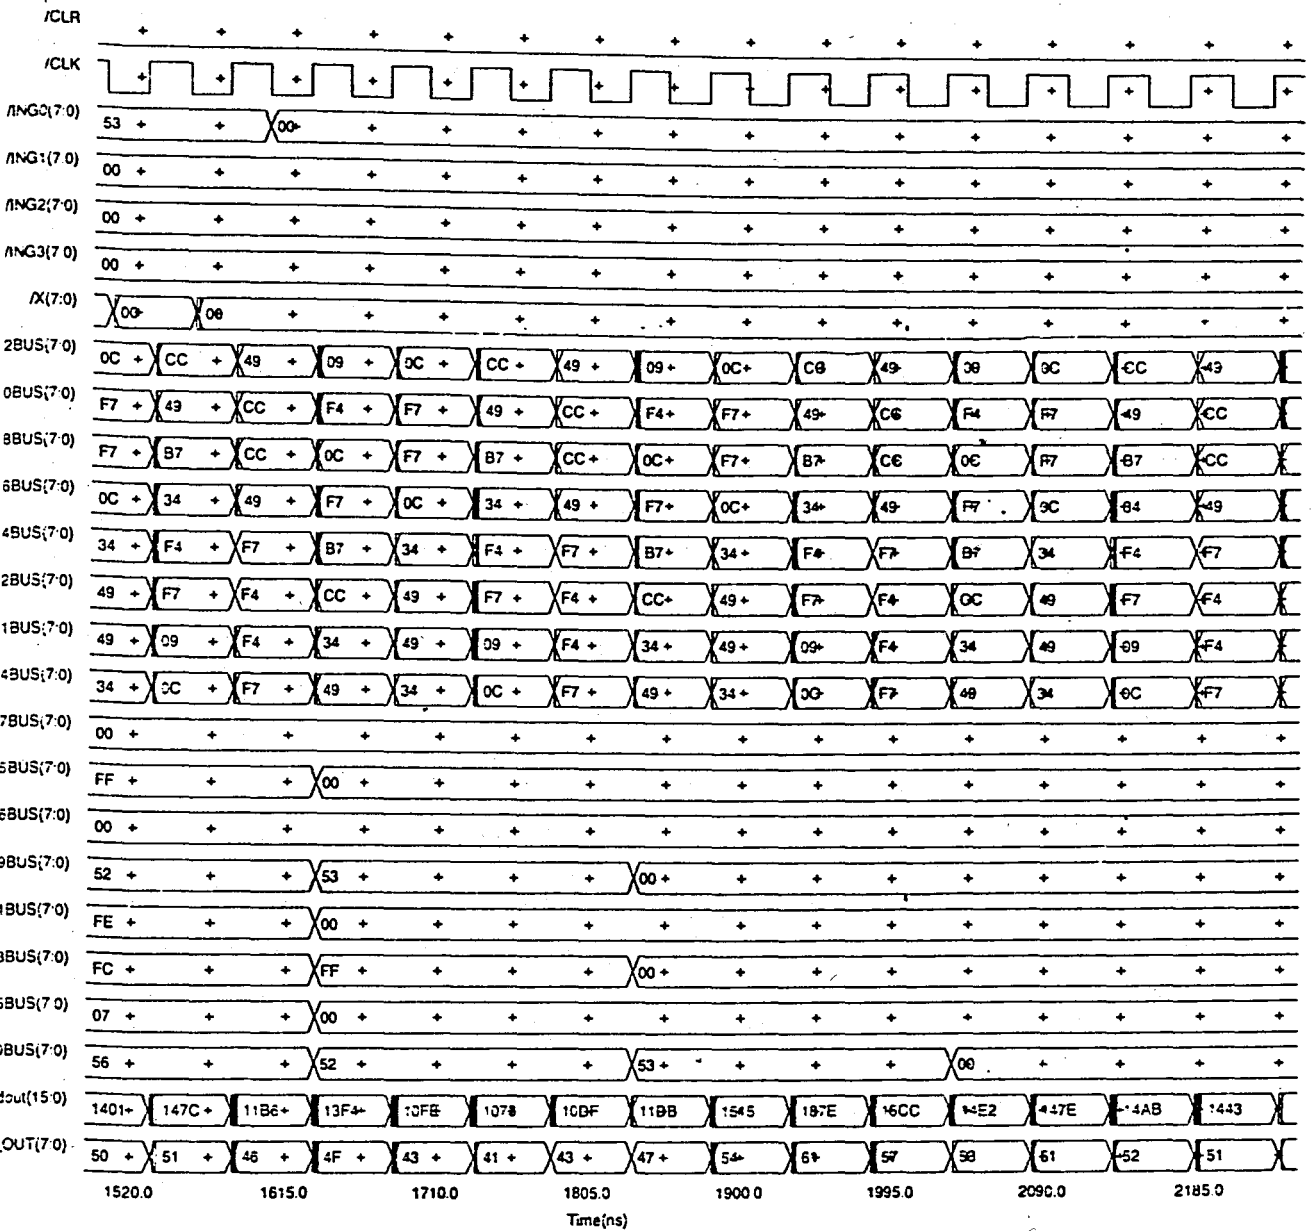 /CLR
/CLK
/ING0(7:0) 53 00
/ING1(7:0) 00
/ING2(7:0) 00
/ING3(7:0) 00
/X(7:0) 00 00
2BUS(7:0) 0C CC 49 09 0C CC 49 09 0C 49 0C CC 49
0BUS(7:0) F7 49 CC F4 F7 49 CC F4 F7 49 F4 F7 49 CC
8BUS(7:0) F7 B7 CC 0C F7 B7 CC 0C F7 B7 F7 B7 CC
6BUS(7:0) 0C 34 49 F7 0C 34 49 F7 0C 34 49 F7 0C 49
4BUS(7:0) 34 F4 F7 B7 34 F4 F7 B7 34 F4 F7 B7 34 F4 F7
2BUS(7:0) 49 F7 F4 CC 49 F7 F4 CC 49 F7 F4 49 F7 F4
1BUS(7:0) 49 09 F4 34 49 09 F4 34 49 09 F4 34 49 09 F4
4BUS(7:0) 34 0C F7 49 34 0C F7 49 34 F7 34 0C F7
7BUS(7:0) 00
5BUS(7:0) FF 00
6BUS(7:0) 00
9BUS(7:0) 52 53 00
1BUS(7:0) FE 00
3BUS(7:0) FC FF 00
5BUS(7:0) 07 00
0BUS(7:0) 56 52 53 00
out(15:0) 1401 147C 11B6 13F4 10FE 1078 10DF 11BB 1545 187E 16CC 14E2 147E 14AB 1443
_OUT(7:0) 50 51 46 4F 43 41 43 47 54 61 57 53 51 52 51
1520.0 1615.0 1710.0 1805.0 1900.0 1995.0 2090.0 2185.0
Time(ns)